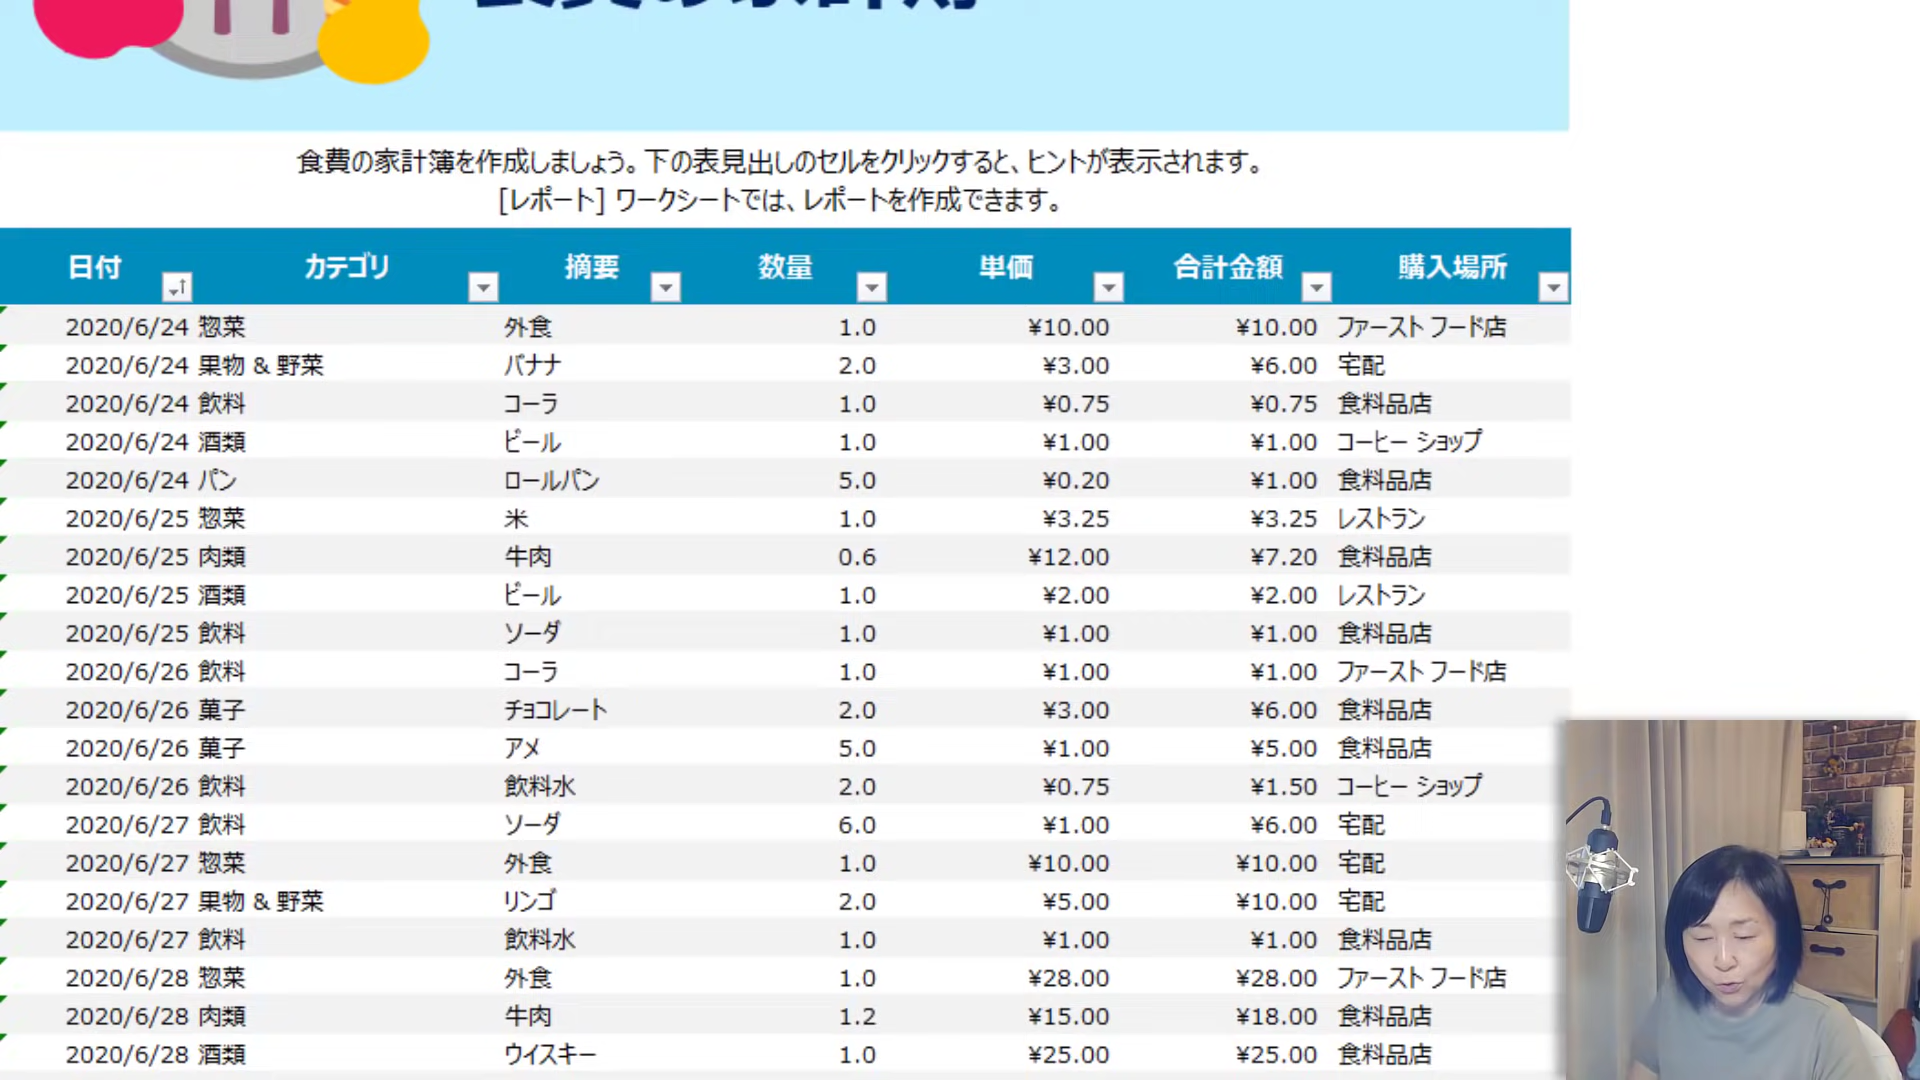 食費の家計簿を作成しましょう。下の表見出しのセルをクリックすると、ヒントが表示されます。
[レポート] ワークシートでは、レポートを作成できます。
日付 カテゴリ 摘要 数量 単価 合計金額 購入場所
2020/6/24 惣菜 外食 1.0 ¥10.00 ¥10.00 ファースト フード店
2020/6/24 果物 & 野菜 バナナ 2.0 ¥3.00 ¥6.00 宅配
2020/6/24 飲料 コーラ 1.0 ¥0.75 ¥0.75 食料品店
2020/6/24 酒類 ビール 1.0 ¥1.00 ¥1.00 コーヒー ショップ
2020/6/24 パン ロールパン 5.0 ¥0.20 ¥1.00 食料品店
2020/6/25 惣菜 米 1.0 ¥3.25 ¥3.25 レストラン
2020/6/25 肉類 牛肉 0.6 ¥12.00 ¥7.20 食料品店
2020/6/25 酒類 ビール 1.0 ¥2.00 ¥2.00 レストラン
2020/6/25 飲料 ソーダ 1.0 ¥1.00 ¥1.00 食料品店
2020/6/26 飲料 コーラ 1.0 ¥1.00 ¥1.00 ファースト フード店
2020/6/26 菓子 チョコレート 2.0 ¥3.00 ¥6.00 食料品店
2020/6/26 菓子 アメ 5.0 ¥1.00 ¥5.00 食料品店
2020/6/26 飲料 飲料水 2.0 ¥0.75 ¥1.50 コーヒー ショップ
2020/6/27 飲料 ソーダ 6.0 ¥1.00 ¥6.00 宅配
2020/6/27 惣菜 外食 1.0 ¥10.00 ¥10.00 宅配
2020/6/27 果物 & 野菜 リンゴ 2.0 ¥5.00 ¥10.00 宅配
2020/6/27 飲料 飲料水 1.0 ¥1.00 ¥1.00 食料品店
2020/6/28 惣菜 外食 1.0 ¥28.00 ¥28.00 ファースト フード店
2020/6/28 肉類 牛肉 1.2 ¥15.00 ¥18.00 食料品店
2020/6/28 酒類 ウイスキー 1.0 ¥25.00 ¥25.00 食料品店